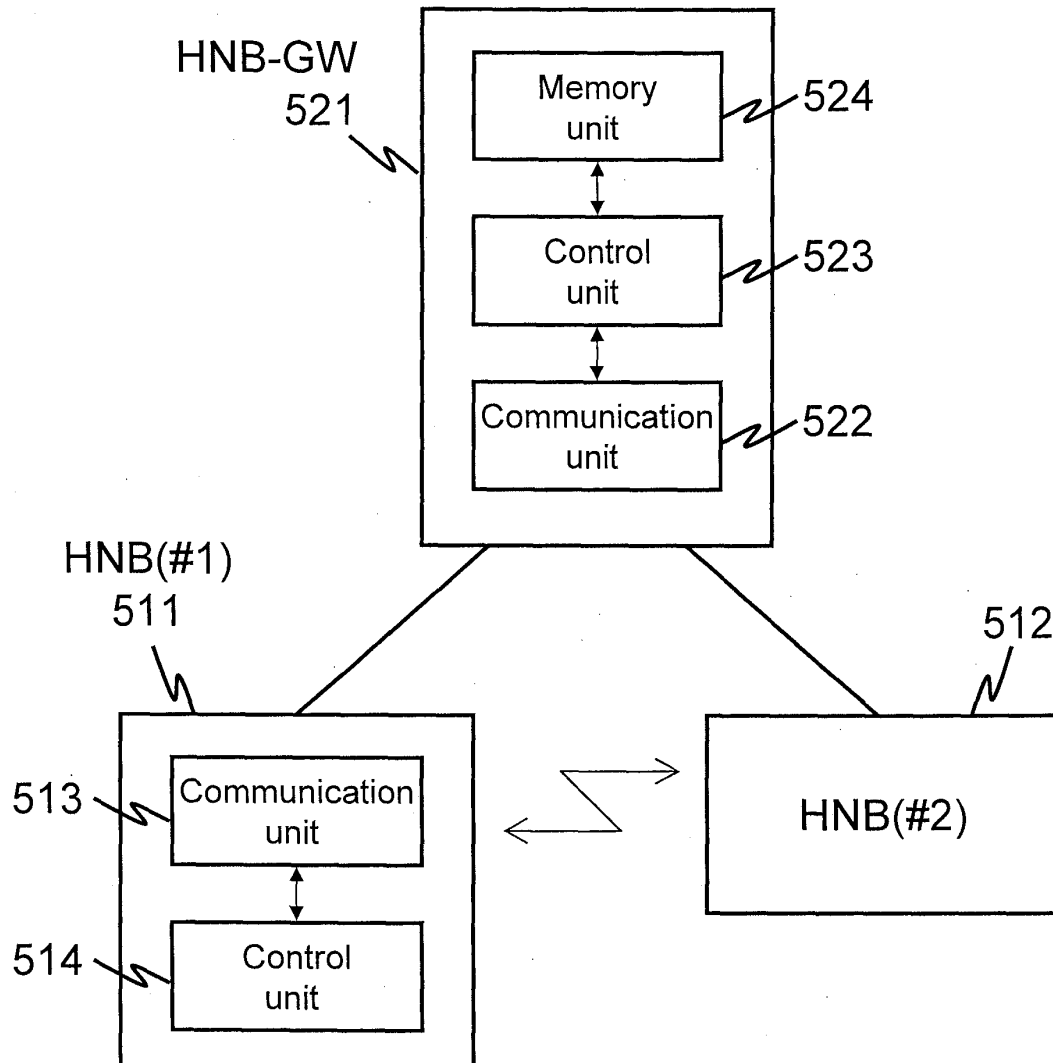 HNB-GW
521
Memory
unit
524
Control
unit
523
Communication
unit
522
HNB(#1)
511
512
513
Communication
unit
HNB(#2)
514
Control
unit